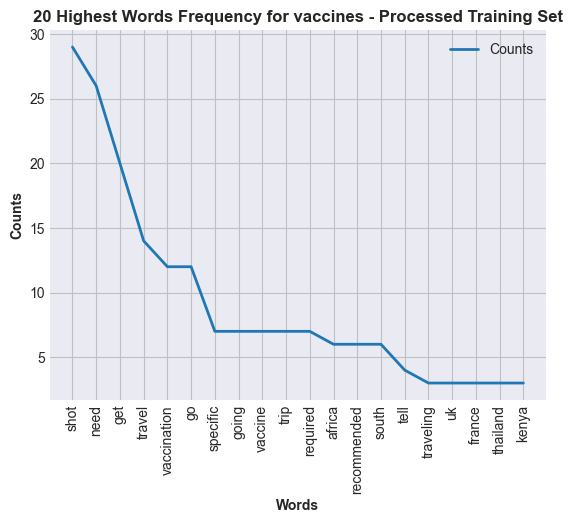 20 Highest Words Frequency for vaccines - Processed Training Set
Counts
30
25
20
15
10
5
Counts
shot
need
get
travel
vaccination
go
specific
going
vaccine
trip
required
africa
recommended
south
tell
traveling
uk
france
thailand
kenya
Words